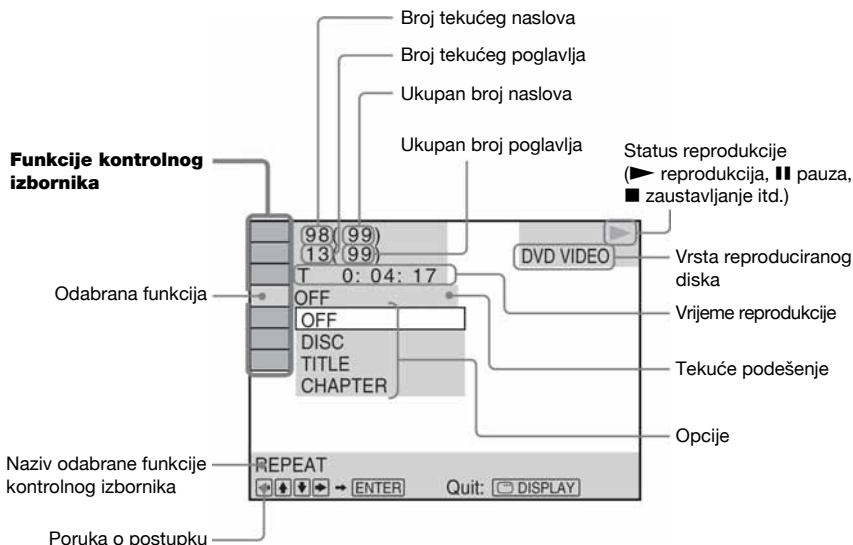 Broj tekućeg naslova
Broj tekućeg poglavlja
Ukupan broj naslova
Ukupan broj poglavlja
Funkcije kontrolnog
izbornika
Status reprodukcije
(► reprodukcija, II pauza,
■ zaustavljanje itd.)
98(99)
13(99)
DVD VIDEO
Vrsta reproduciranog
diska
T 0: 04: 17
Vrijeme reprodukcije
Odabrana funkcija
OFF
OFF
DISC
TITLE
CHAPTER
Tekuće podešenje
Opcije
Naziv odabrane funkcije
kontrolnog izbornika
REPEAT
ENTER Quit: DISPLAY
Poruka o postupku